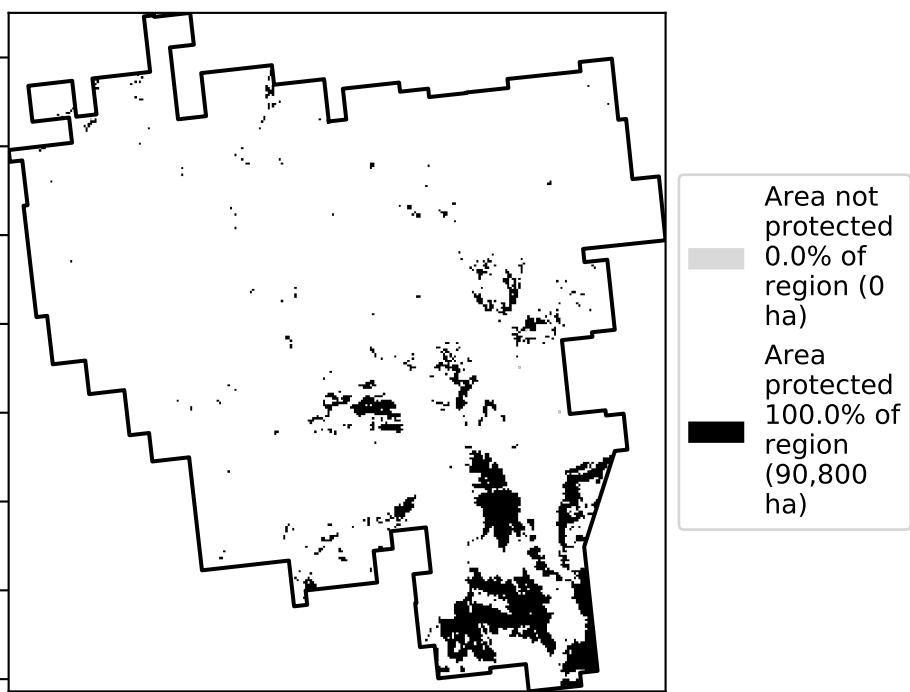 Area not
protected
0.0% of
region (0
ha)
Area
protected
100.0% of
region
(90,800
ha)